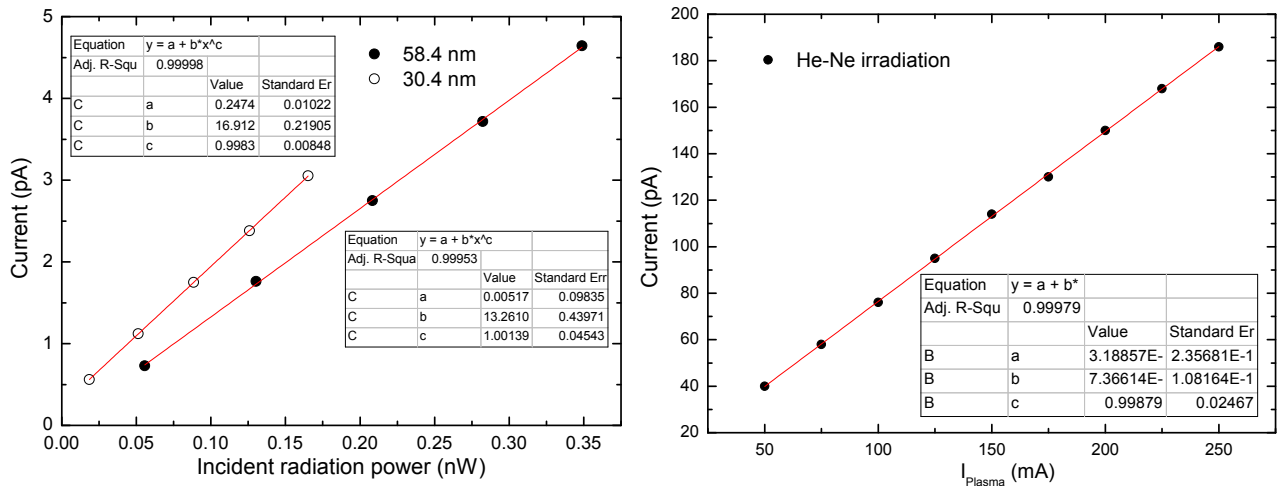 Equation y = a + b*x^c
Adj. R-Squ 0.99998
Value Standard Er
C a 0.2474 0.01022
C b 16.912 0.21905
C c 0.9983 0.00848
58.4 nm
30.4 nm
Equation y = a + b*x^c
Adj. R-Squa 0.99953
Value Standard Err
C a 0.00517 0.09835
C b 13.2610 0.43971
C c 1.00139 0.04543
5
4
3
2
1
0
Current (pA)
0.00 0.05 0.10 0.15 0.20 0.25 0.30 0.35
Incident radiation power (nW)
He-Ne irradiation
Equation y = a + b*
Adj. R-Squ 0.99979
Value Standard Er
B a 3.18857E- 2.35681E-1
B b 7.36614E- 1.08164E-1
B c 0.99879 0.02467
200
180
160
140
120
100
80
60
40
20
Current (pA)
50 100 150 200 250
I Plasma (mA)